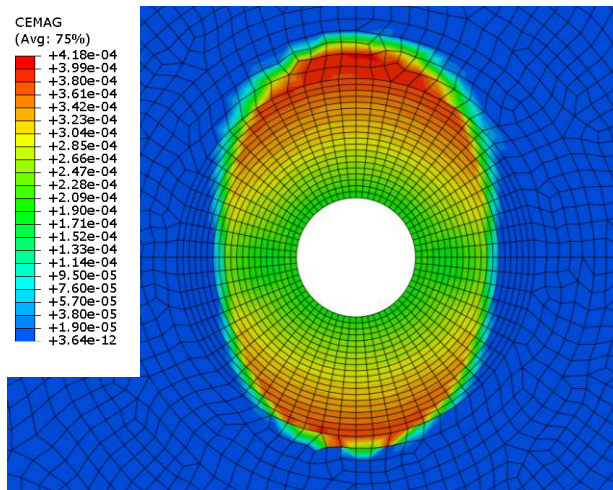 CEMAG
(Avg: 75%)
+4.18e-04
+3.99e-04
+3.80e-04
+3.61e-04
+3.42e-04
+3.23e-04
+3.04e-04
+2.85e-04
+2.66e-04
+2.47e-04
+2.28e-04
+2.09e-04
+1.90e-04
+1.71e-04
+1.52e-04
+1.33e-04
+1.14e-04
+9.50e-05
+7.60e-05
+5.70e-05
+3.80e-05
+1.90e-05
+3.64e-12